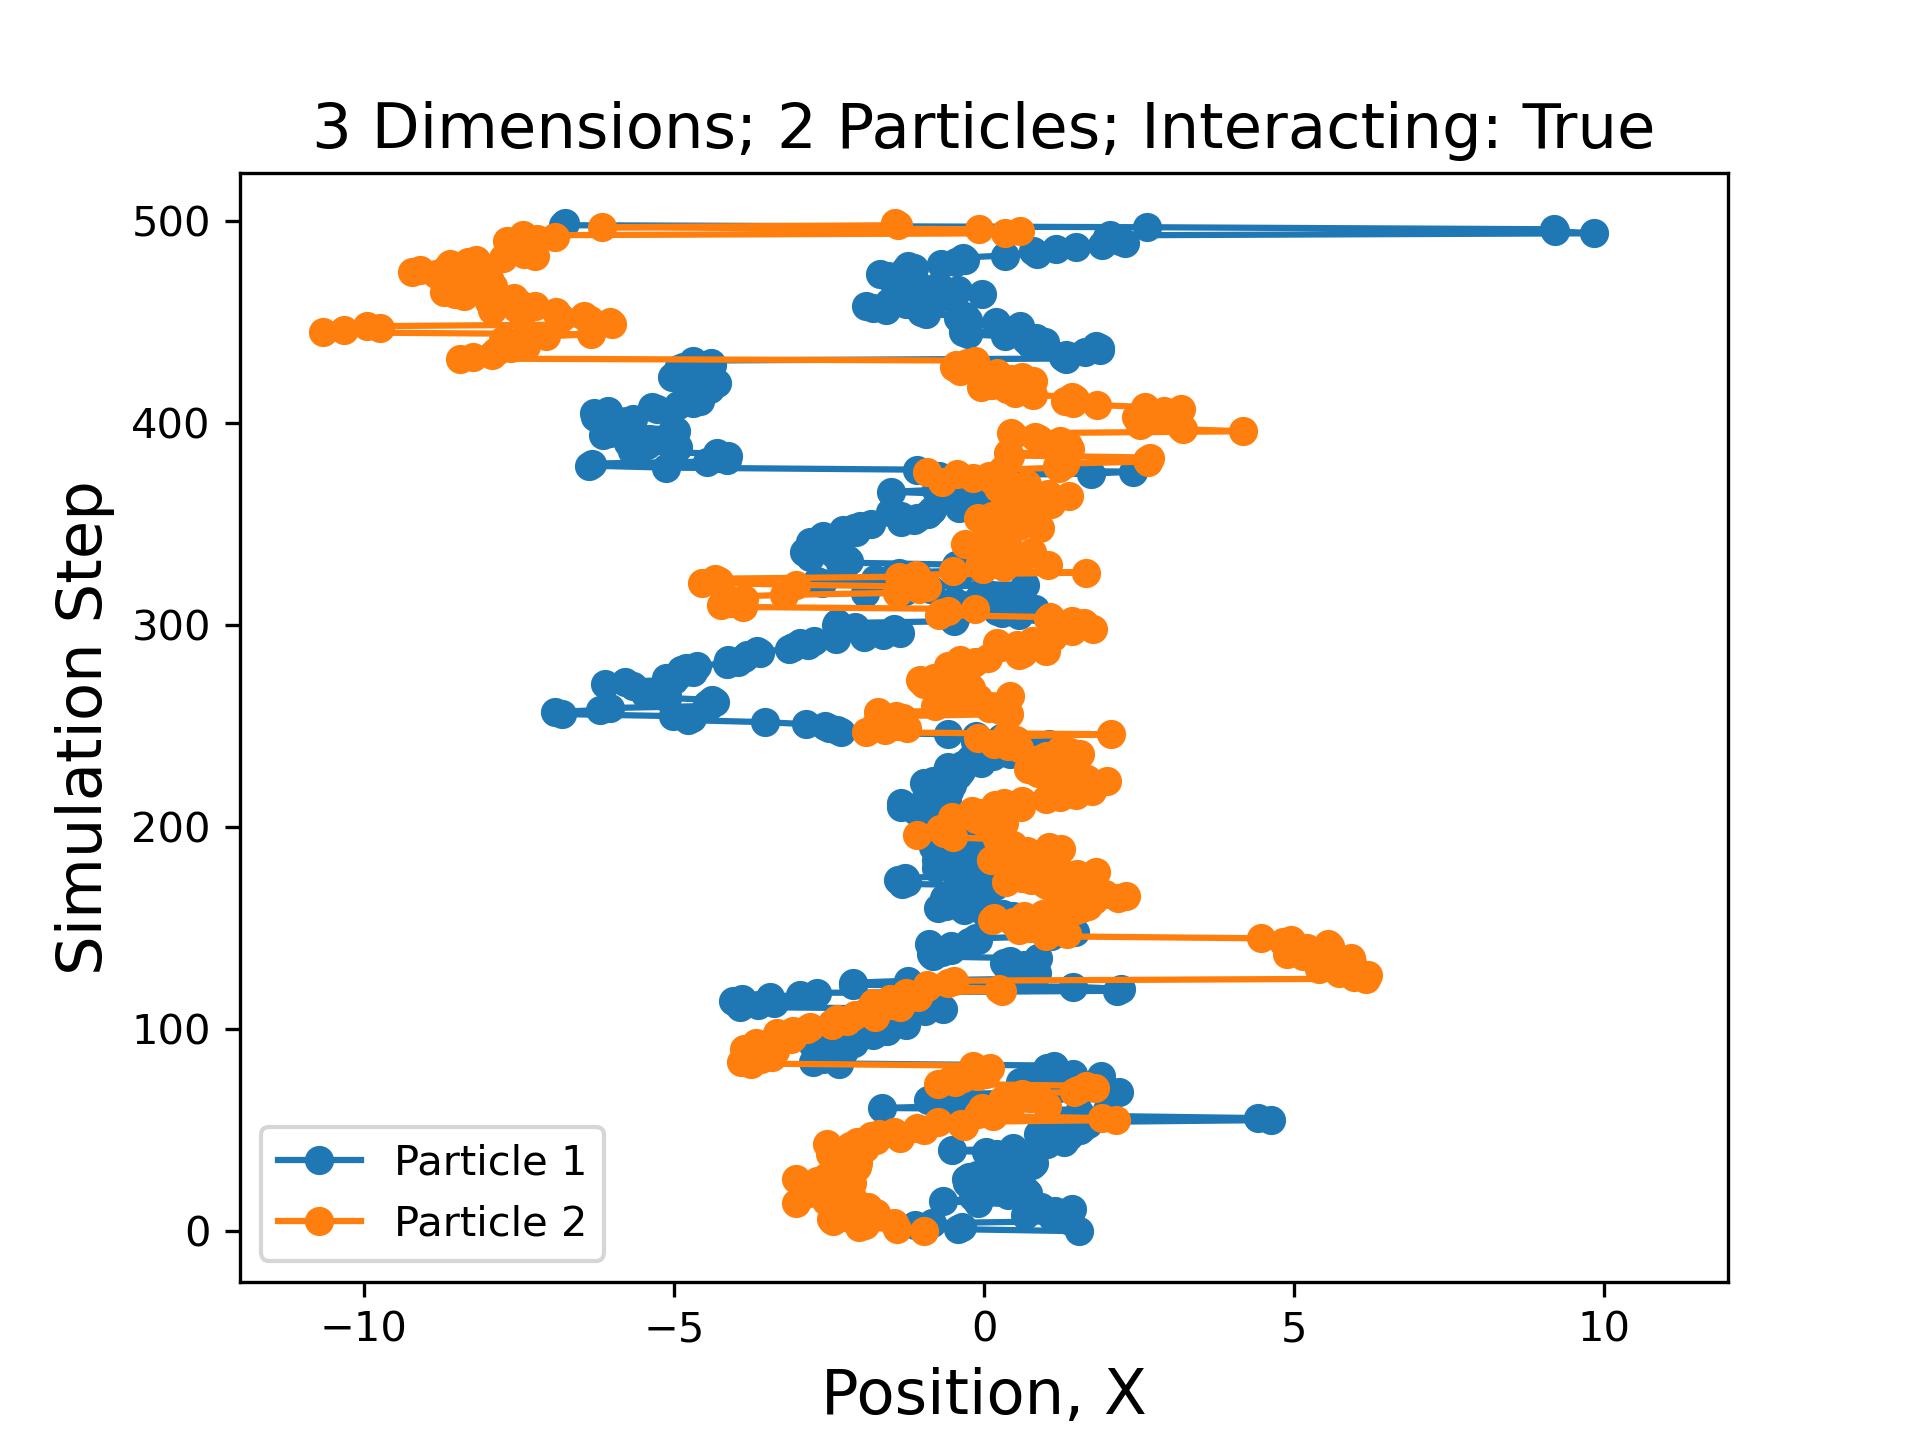 3 Dimensions; 2 Particles; Interacting: True
Simulation Step
500
400
300
200
100
0
Particle 1
Particle 2
−10
−5
0
5
10
Position, X